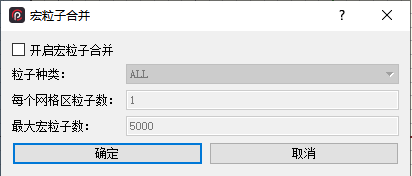 宏粒子合并
?
开启宏粒子合并
粒子种类： ALL
每个网格区粒子数： 1
最大宏粒子数： 5000
确定 取消